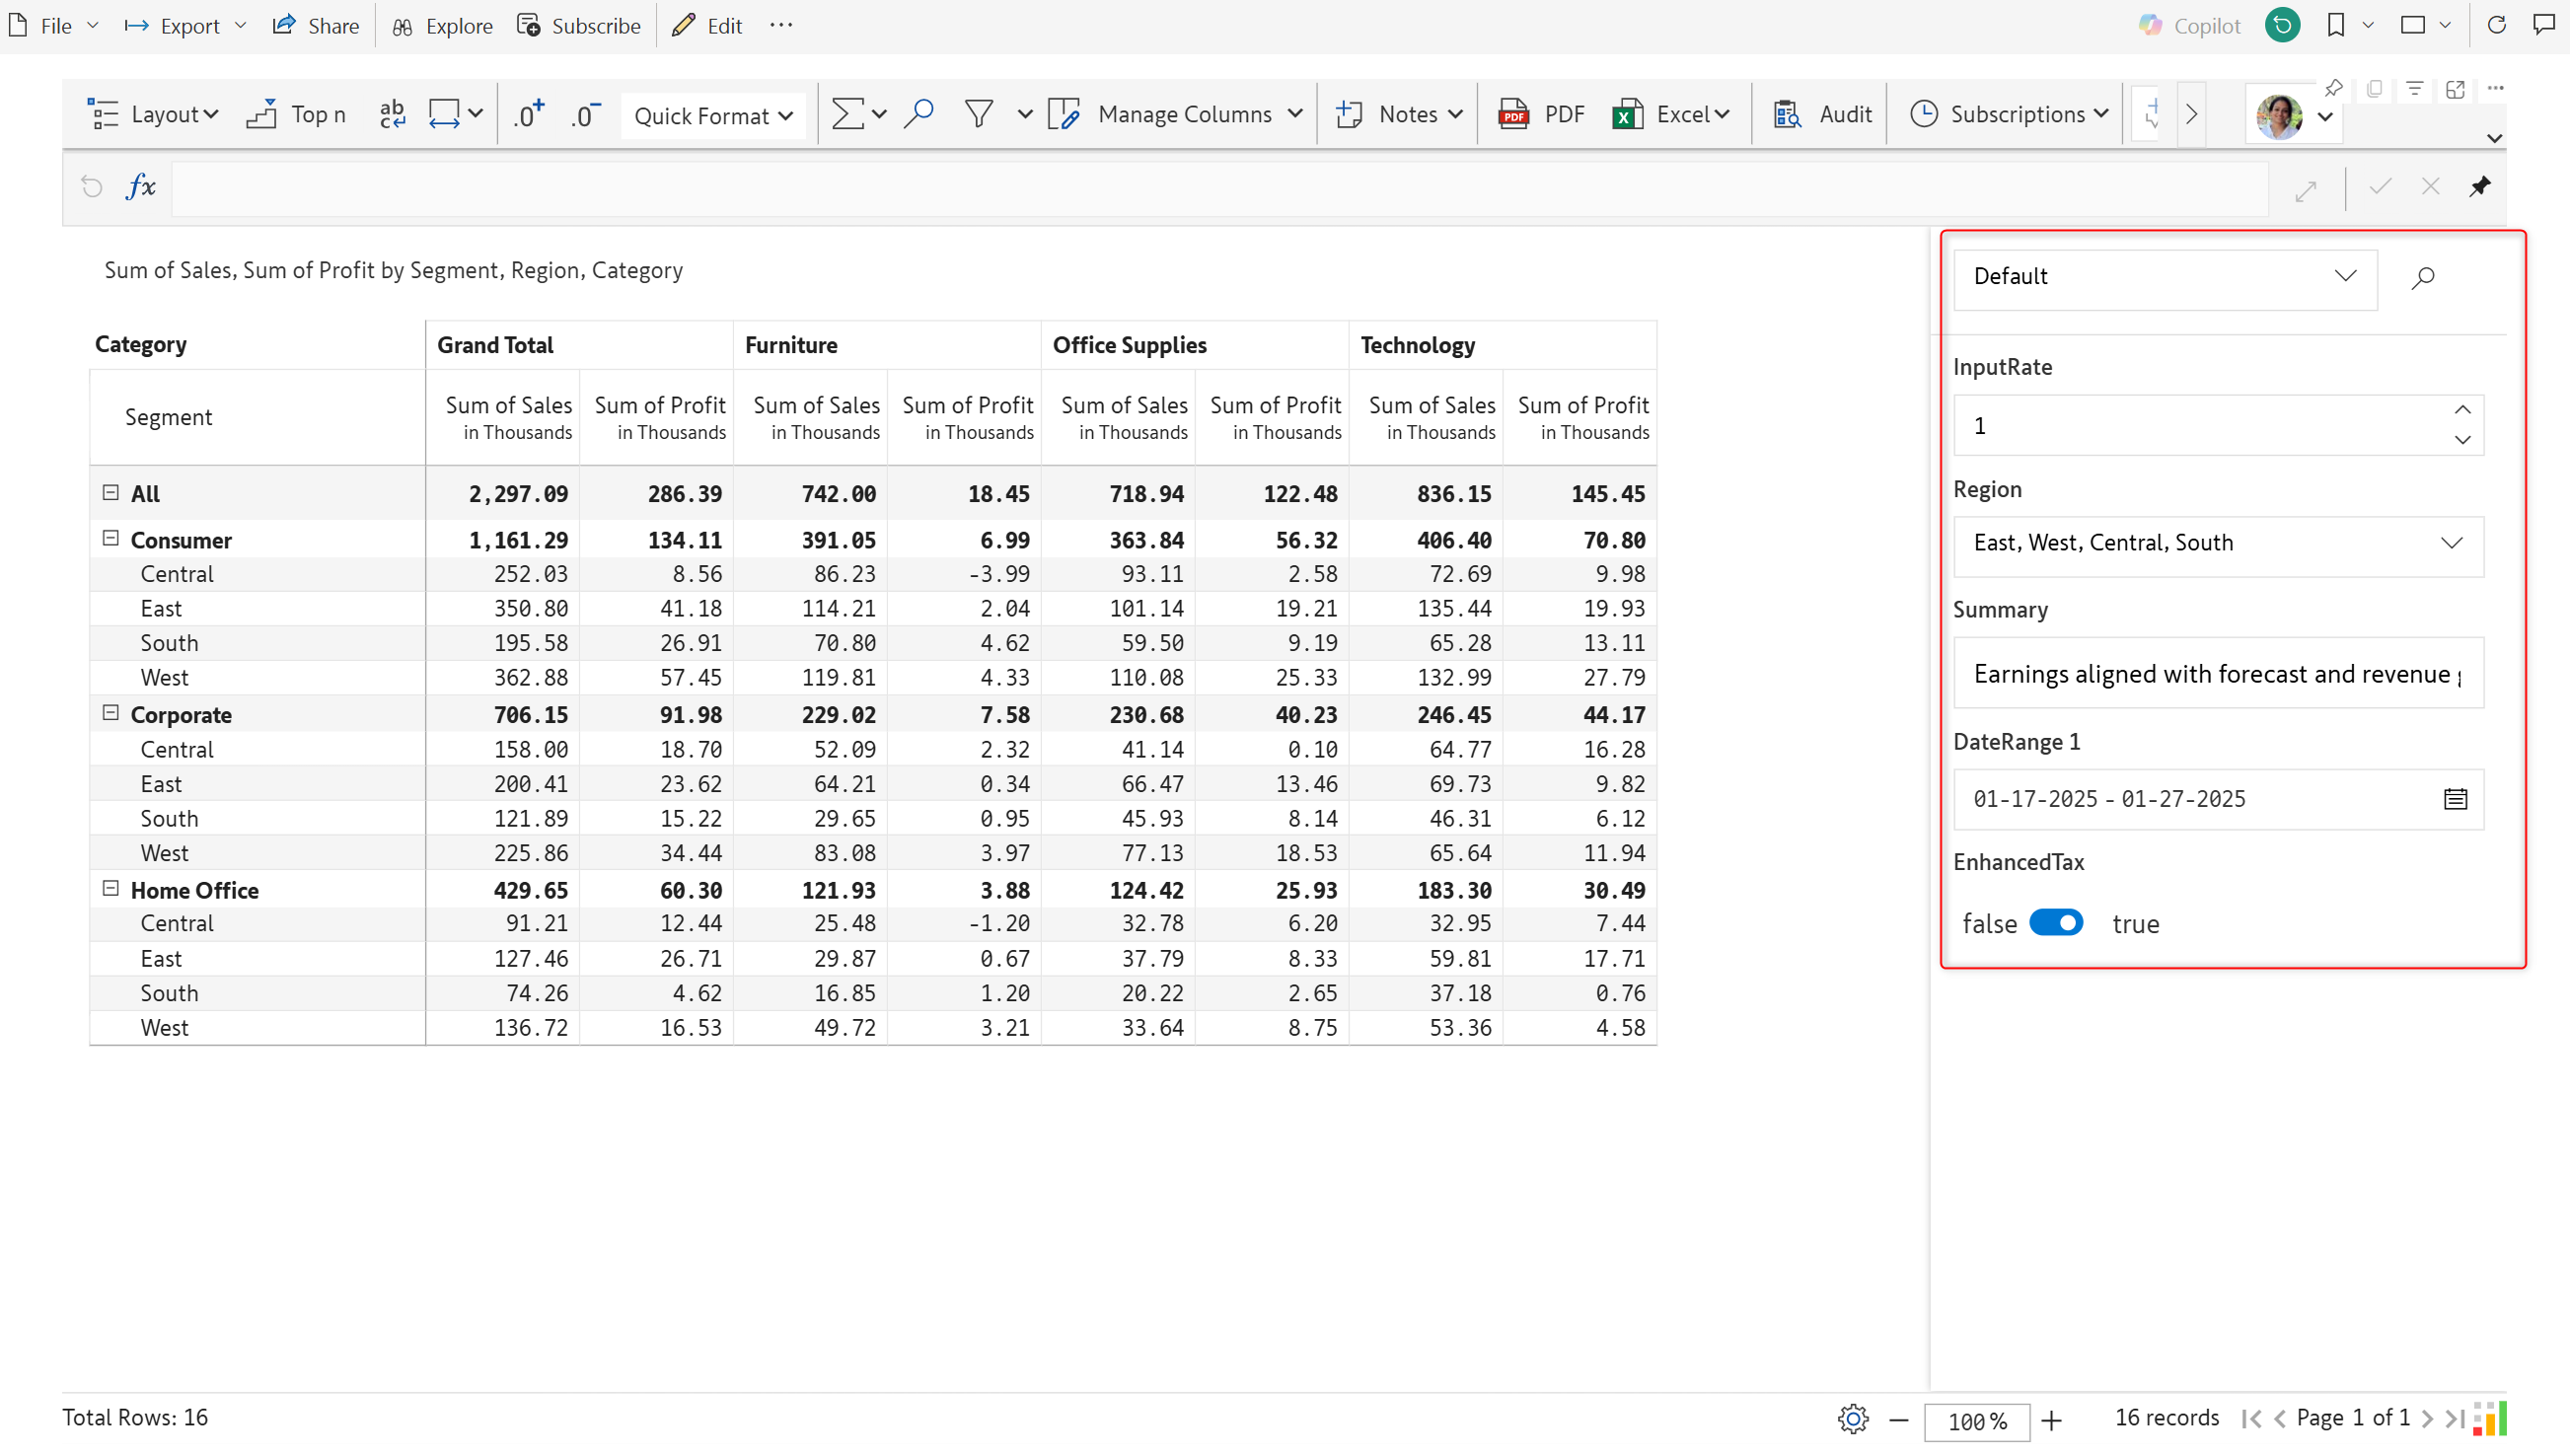 File Export Share Explore Subscribe Edit ··· Copilot
Layout Top n ab .0+ .0− Quick Format Manage Columns Notes PDF PDF Excel Audit Subscriptions
fx
Sum of Sales, Sum of Profit by Segment, Region, Category
Category Grand Total Furniture Office Supplies Technology
Segment Sum of Sales Sum of Profit Sum of Sales Sum of Profit Sum of Sales Sum of Profit Sum of Sales Sum of Profit
in Thousands in Thousands in Thousands in Thousands in Thousands in Thousands in Thousands in Thousands
All 2,297.09 286.39 742.00 18.45 718.94 122.48 836.15 145.45
Consumer 1,161.29 134.11 391.05 6.99 363.84 56.32 406.40 70.80
Central 252.03 8.56 86.23 -3.99 93.11 2.58 72.69 9.98
East 350.80 41.18 114.21 2.04 101.14 19.21 135.44 19.93
South 195.58 26.91 70.80 4.62 59.50 9.19 65.28 13.11
West 362.88 57.45 119.81 4.33 110.08 25.33 132.99 27.79
Corporate 706.15 91.98 229.02 7.58 230.68 40.23 246.45 44.17
Central 158.00 18.70 52.09 2.32 41.14 0.10 64.77 16.28
East 200.41 23.62 64.21 0.34 66.47 13.46 69.73 9.82
South 121.89 15.22 29.65 0.95 45.93 8.14 46.31 6.12
West 225.86 34.44 83.08 3.97 77.13 18.53 65.64 11.94
Home Office 429.65 60.30 121.93 3.88 124.42 25.93 183.30 30.49
Central 91.21 12.44 25.48 -1.20 32.78 6.20 32.95 7.44
East 127.46 26.71 29.87 0.67 37.79 8.33 59.81 17.71
South 74.26 4.62 16.85 1.20 20.22 2.65 37.18 0.76
West 136.72 16.53 49.72 3.21 33.64 8.75 53.36 4.58
Default
InputRate
1
Region
East, West, Central, South
Summary
Earnings aligned with forecast and revenue
DateRange 1
01-17-2025 - 01-27-2025
EnhancedTax
false true
Total Rows: 16 100 % 16 records Page 1 of 1